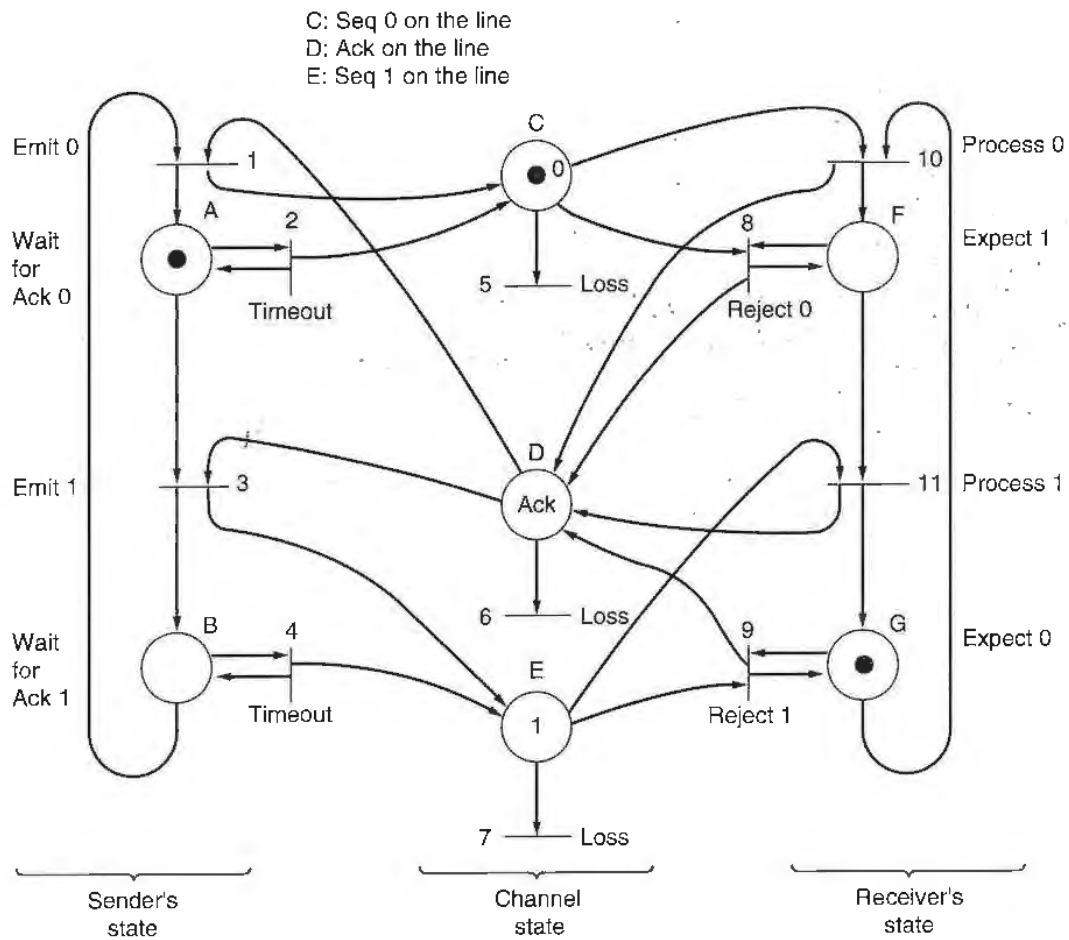 C: Seq 0 on the line
D: Ack on the line
E: Seq 1 on the line
C
Emit 0
1
0
10
Process 0
A
2
8
F
Wait
for
Ack 0
Expect 1
5
Loss
Timeout
Reject 0
D
Emit 1
3
Ack
11
Process 1
6
Loss
B
4
9
G
Wait
for
Ack 1
E
Expect 0
Timeout
1
Reject 1
7
Loss
Sender's
state
Channel
state
Receiver's
state